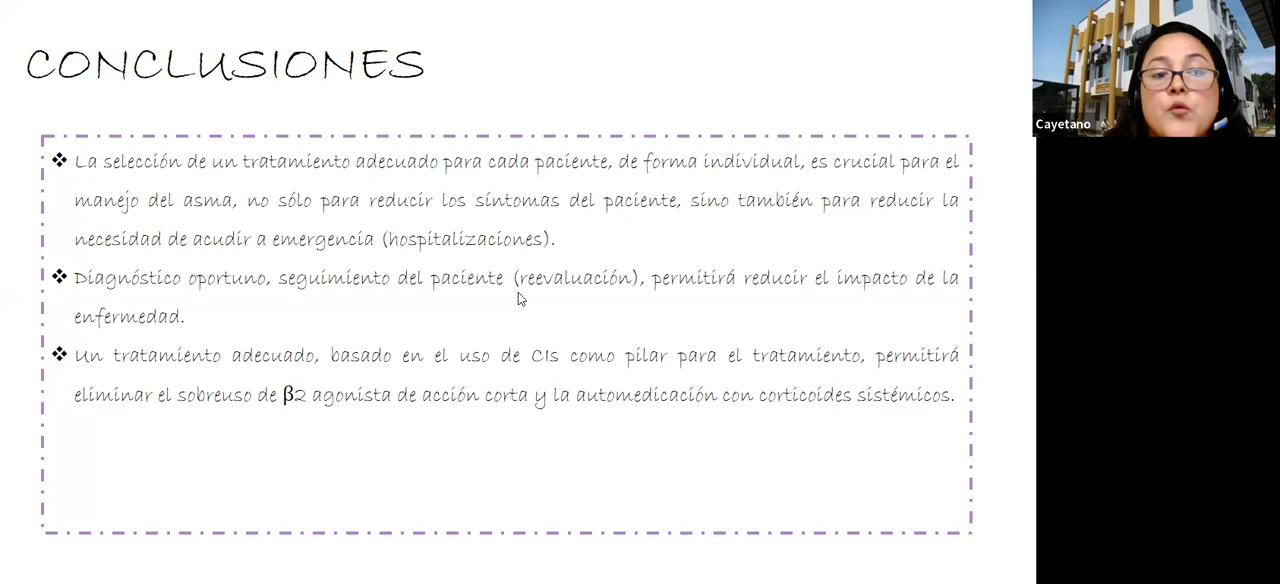 CONCLUSIONES
❖ La selección de un tratamiento adecuado para cada paciente, de forma individual, es crucial para el
manejo del asma, no sólo para reducir los síntomas del paciente, sino también para reducir la
necesidad de acudir a emergencia (hospitalizaciones).
❖ Diagnóstico oportuno, seguimiento del paciente (reevaluación), permitirá reducir el impacto de la
enfermedad.
❖ Un tratamiento adecuado, basado en el uso de CIs como pilar para el tratamiento, permitirá
eliminar el sobreuso de β2 agonista de acción corta y la automedicación con corticoides sistémicos.
Cayetano